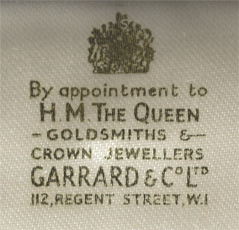 By appointment to
H.M. THE QUEEN
- GOLDSMITHS &-
CROWN JEWELLERS
GARRARD & Co LTD
112, REGENT STREET, W.1